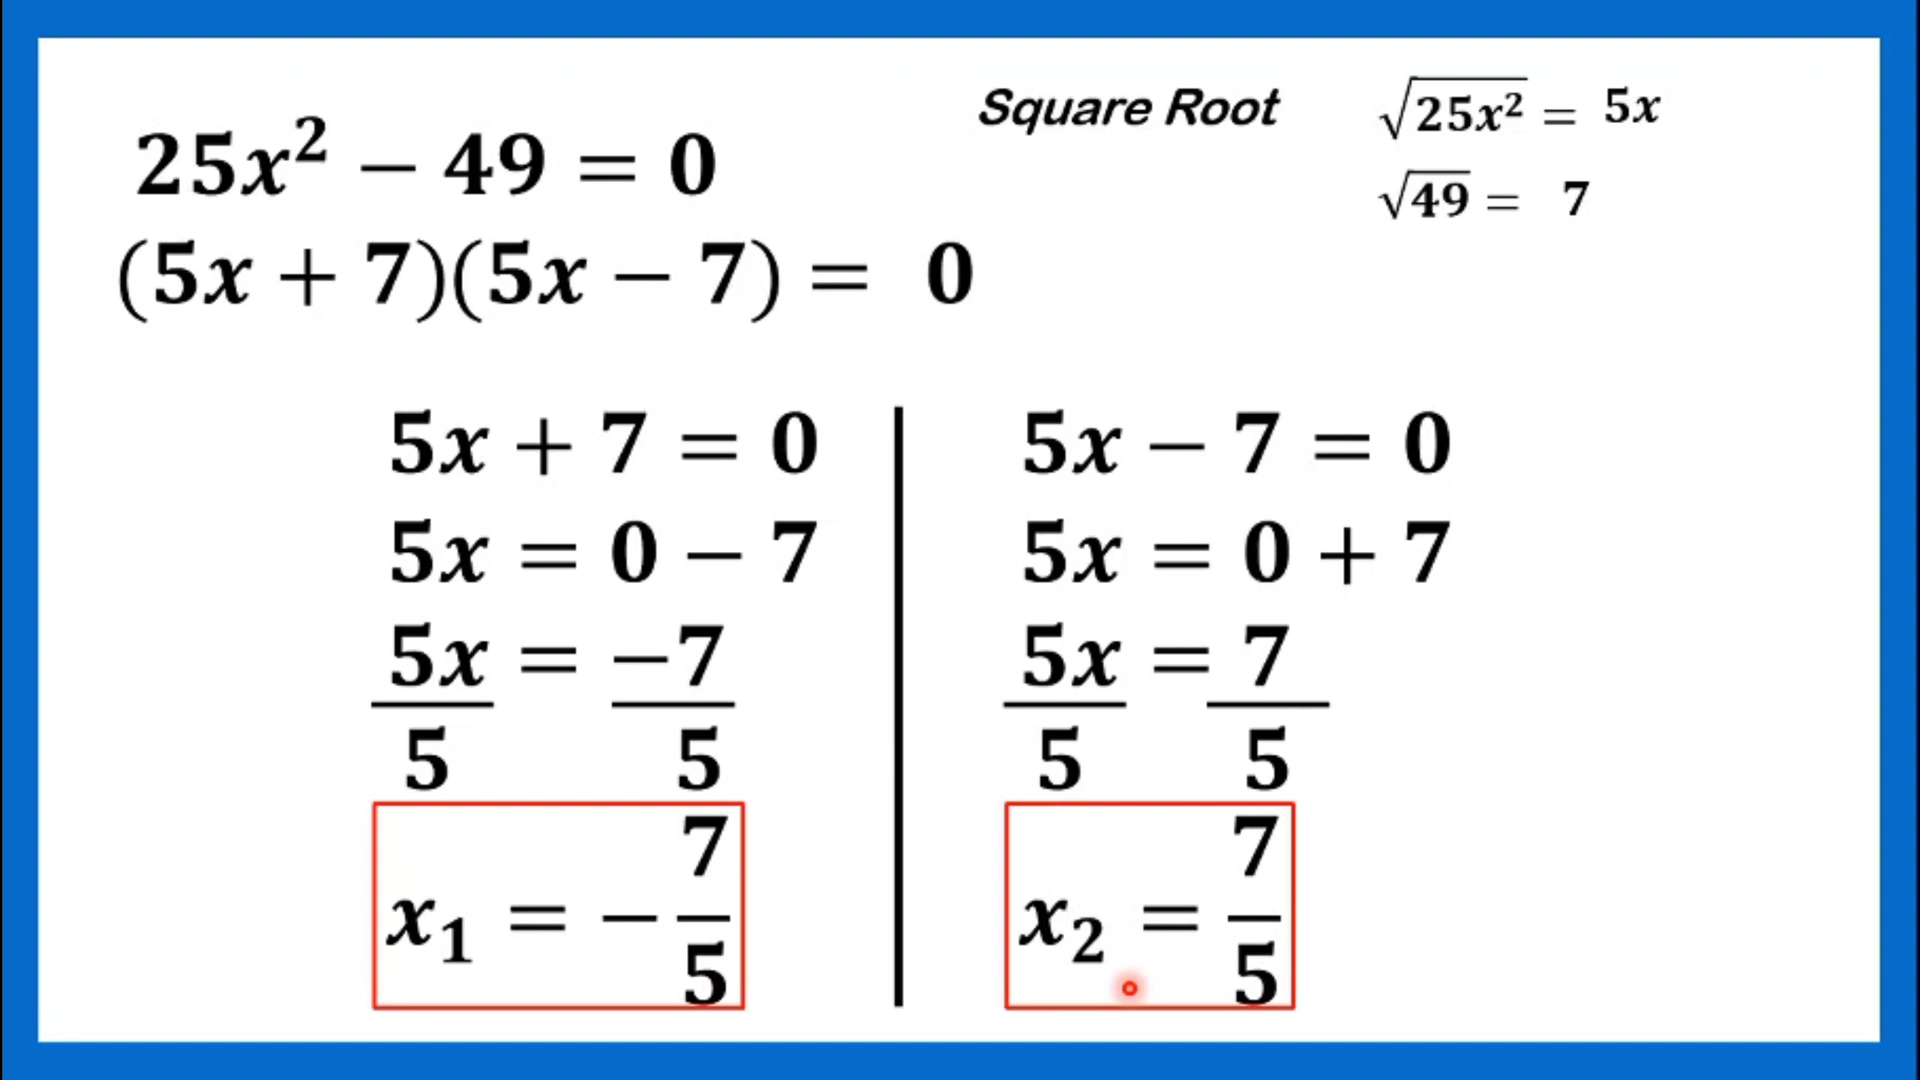 25x² − 49 = 0
(5x + 7)(5x − 7) = 0
Square Root
√25x² = 5x
√49 = 7
5x + 7 = 0
5x = 0 − 7
5x = −7
5 5
x₁ = −7/5
5x − 7 = 0
5x = 0 + 7
5x = 7
5 5
x₂ = 7/5